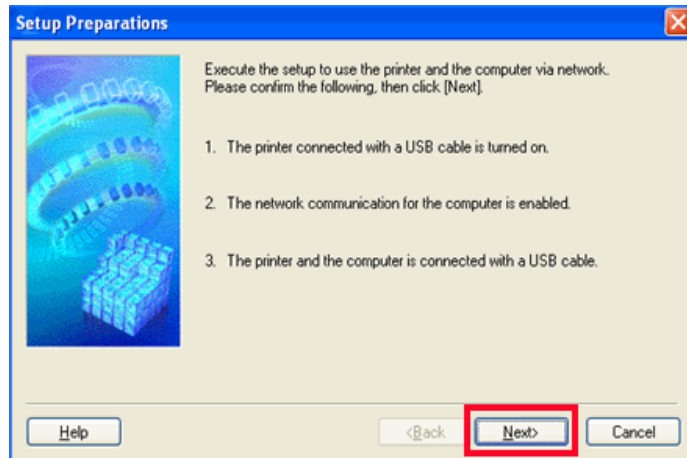 Setup Preparations
Execute the setup to use the printer and the computer via network.
Please confirm the following, then click [Next].
1. The printer connected with a USB cable is turned on.
2. The network communication for the computer is enabled.
3. The printer and the computer is connected with a USB cable.
Help <Back Next> Cancel